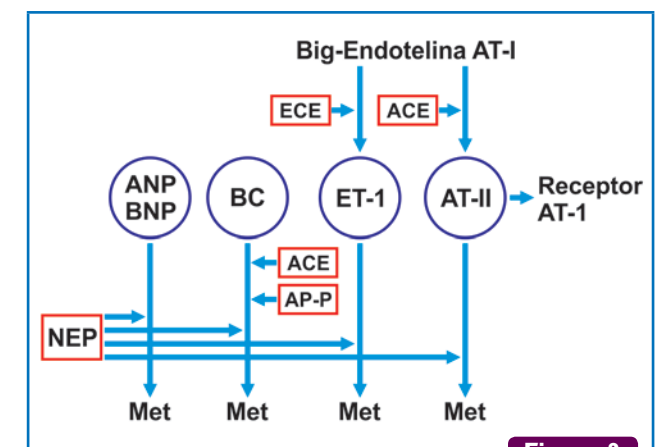 Big-Endotelina AT-I
ECE
ACE
ANP
BNP
BC
ET-1
AT-II
Receptor
AT-1
ACE
AP-P
NEP
Met
Met
Met
Met